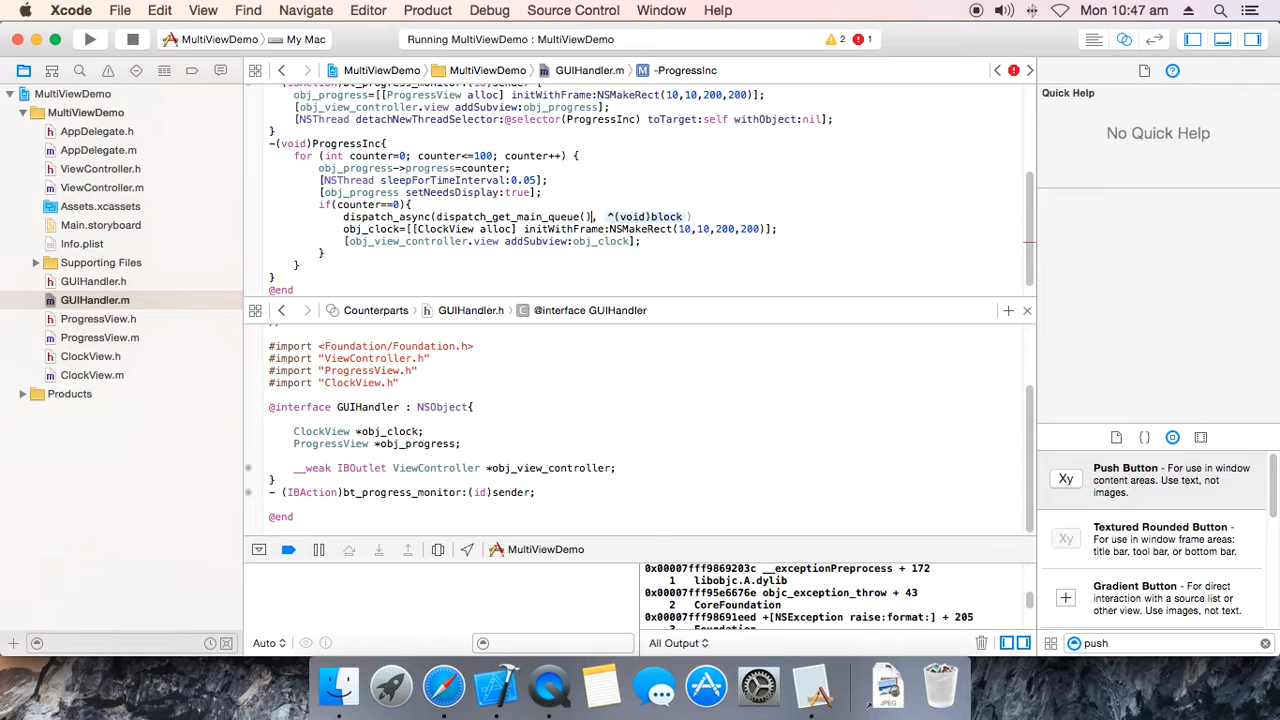 Xcode File Edit View Find Navigate Editor Product Debug Source Control Window Help Mon 10:47 am
MultiViewDemo My Mac Running MultiViewDemo : MultiViewDemo 2 1
MultiViewDemo MultiViewDemo GUIHandler.m M -ProgressInc
MultiViewDemo
MultiViewDemo
h AppDelegate.h
m AppDelegate.m
h ViewController.h
m ViewController.m
Assets.xcassets
Main.storyboard
Info.plist
Supporting Files
h GUIHandler.h
m GUIHandler.m
h ProgressView.h
m ProgressView.m
h ClockView.h
m ClockView.m
Products
obj_progress=[[ProgressView alloc] initWithFrame:NSMakeRect(10,10,200,200)];
[obj_view_controller.view addSubview:obj_progress];
[NSThread detachNewThreadSelector:@selector(ProgressInc) toTarget:self withObject:nil];
}
-(void)ProgressInc{
for (int counter=0; counter<=100; counter++) {
obj_progress->progress=counter;
[NSThread sleepForTimeInterval:0.05];
[obj_progress setNeedsDisplay:true];
if(counter==0){
dispatch_async(dispatch_get_main_queue(), ^(void)block)
obj_clock=[[ClockView alloc] initWithFrame:NSMakeRect(10,10,200,200)];
[obj_view_controller.view addSubview:obj_clock];
}
}
}
@end
Counterparts h GUIHandler.h C @interface GUIHandler
//
#import <Foundation/Foundation.h>
#import "ViewController.h"
#import "ProgressView.h"
#import "ClockView.h"
@interface GUIHandler : NSObject{
ClockView *obj_clock;
ProgressView *obj_progress;
__weak IBOutlet ViewController *obj_view_controller;
}
- (IBAction)bt_progress_monitor:(id)sender;
@end
MultiViewDemo
0x00007fff9869203c __exceptionPreprocess + 172
1 libobjc.A.dylib
0x00007fff95e6676e objc_exception_throw + 43
2 CoreFoundation
0x00007fff98691eed +[NSException raise:format:] + 205
Auto All Output
Quick Help
No Quick Help
Xy Push Button - For use in window
content areas. Use text, not
images.
Xy Textured Rounded Button -
For use in window frame areas:
title bar, tool bar, or bottom bar.
Gradient Button - For direct
interaction with a source list or
other view. Use images, not text.
push
JPEG